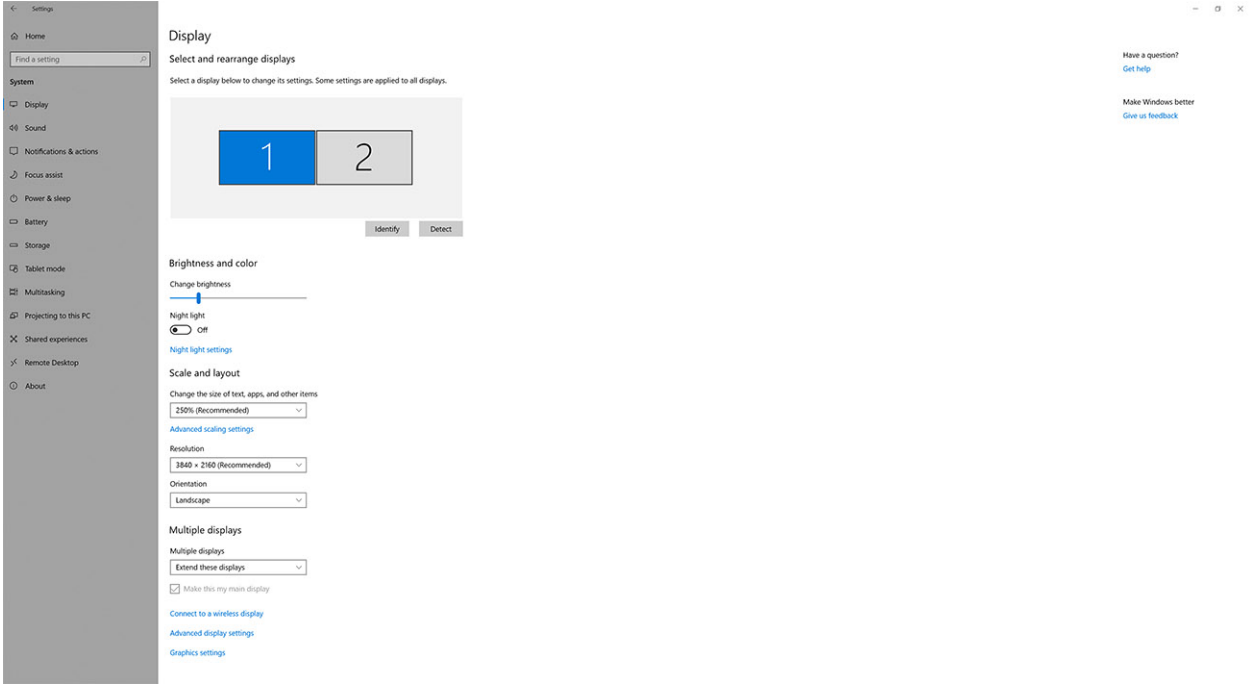 Settings
Home
Find a setting
System
Display
Sound
Notifications & actions
Focus assist
Power & sleep
Battery
Storage
Tablet mode
Multitasking
Projecting to this PC
Shared experiences
Remote Desktop
About
Display
Select and rearrange displays
Select a display below to change its settings. Some settings are applied to all displays.
1
2
Identify
Detect
Brightness and color
Change brightness
Night light
Off
Night light settings
Scale and layout
Change the size of text, apps, and other items
250% (Recommended)
Advanced scaling settings
Resolution
3840 × 2160 (Recommended)
Orientation
Landscape
Multiple displays
Multiple displays
Extend these displays
Make this my main display
Connect to a wireless display
Advanced display settings
Graphics settings
Have a question?
Get help
Make Windows better
Give us feedback